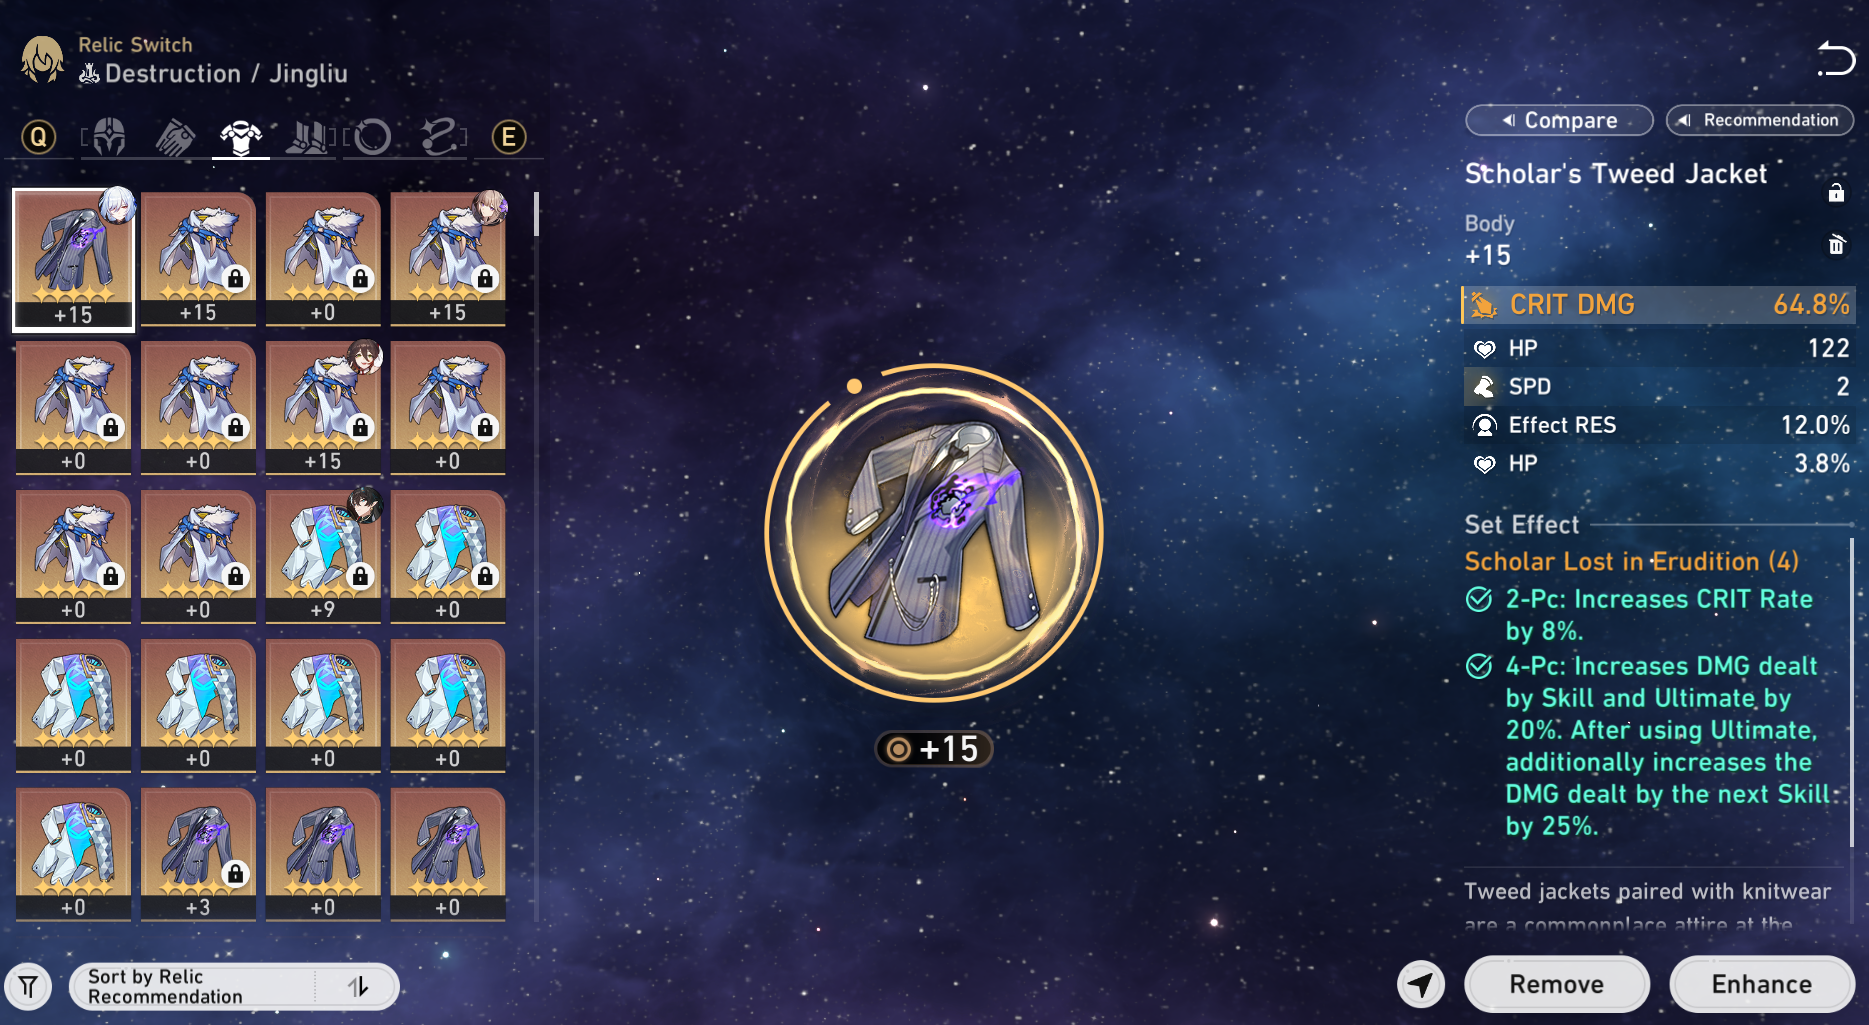 Relic Switch
Destruction / Jingliu
Q
E
Compare
Recommendation
Scholar's Tweed Jacket
Body
+15
CRIT DMG 64.8%
HP 122
SPD 2
Effect RES 12.0%
HP 3.8%
Set Effect
Scholar Lost in Erudition (4)
2-Pc: Increases CRIT Rate
by 8%.
4-Pc: Increases DMG dealt
by Skill and Ultimate by
20%. After using Ultimate,
additionally increases the
DMG dealt by the next Skill
by 25%.
Tweed jackets paired with knitwear
are a commonplace attire at the
+15 +15 +0 +15
+0 +0 +15 +0
+0 +0 +9 +0
+0 +0 +0 +0
+0 +3 +0 +0
+15
Sort by Relic
Recommendation
Remove
Enhance